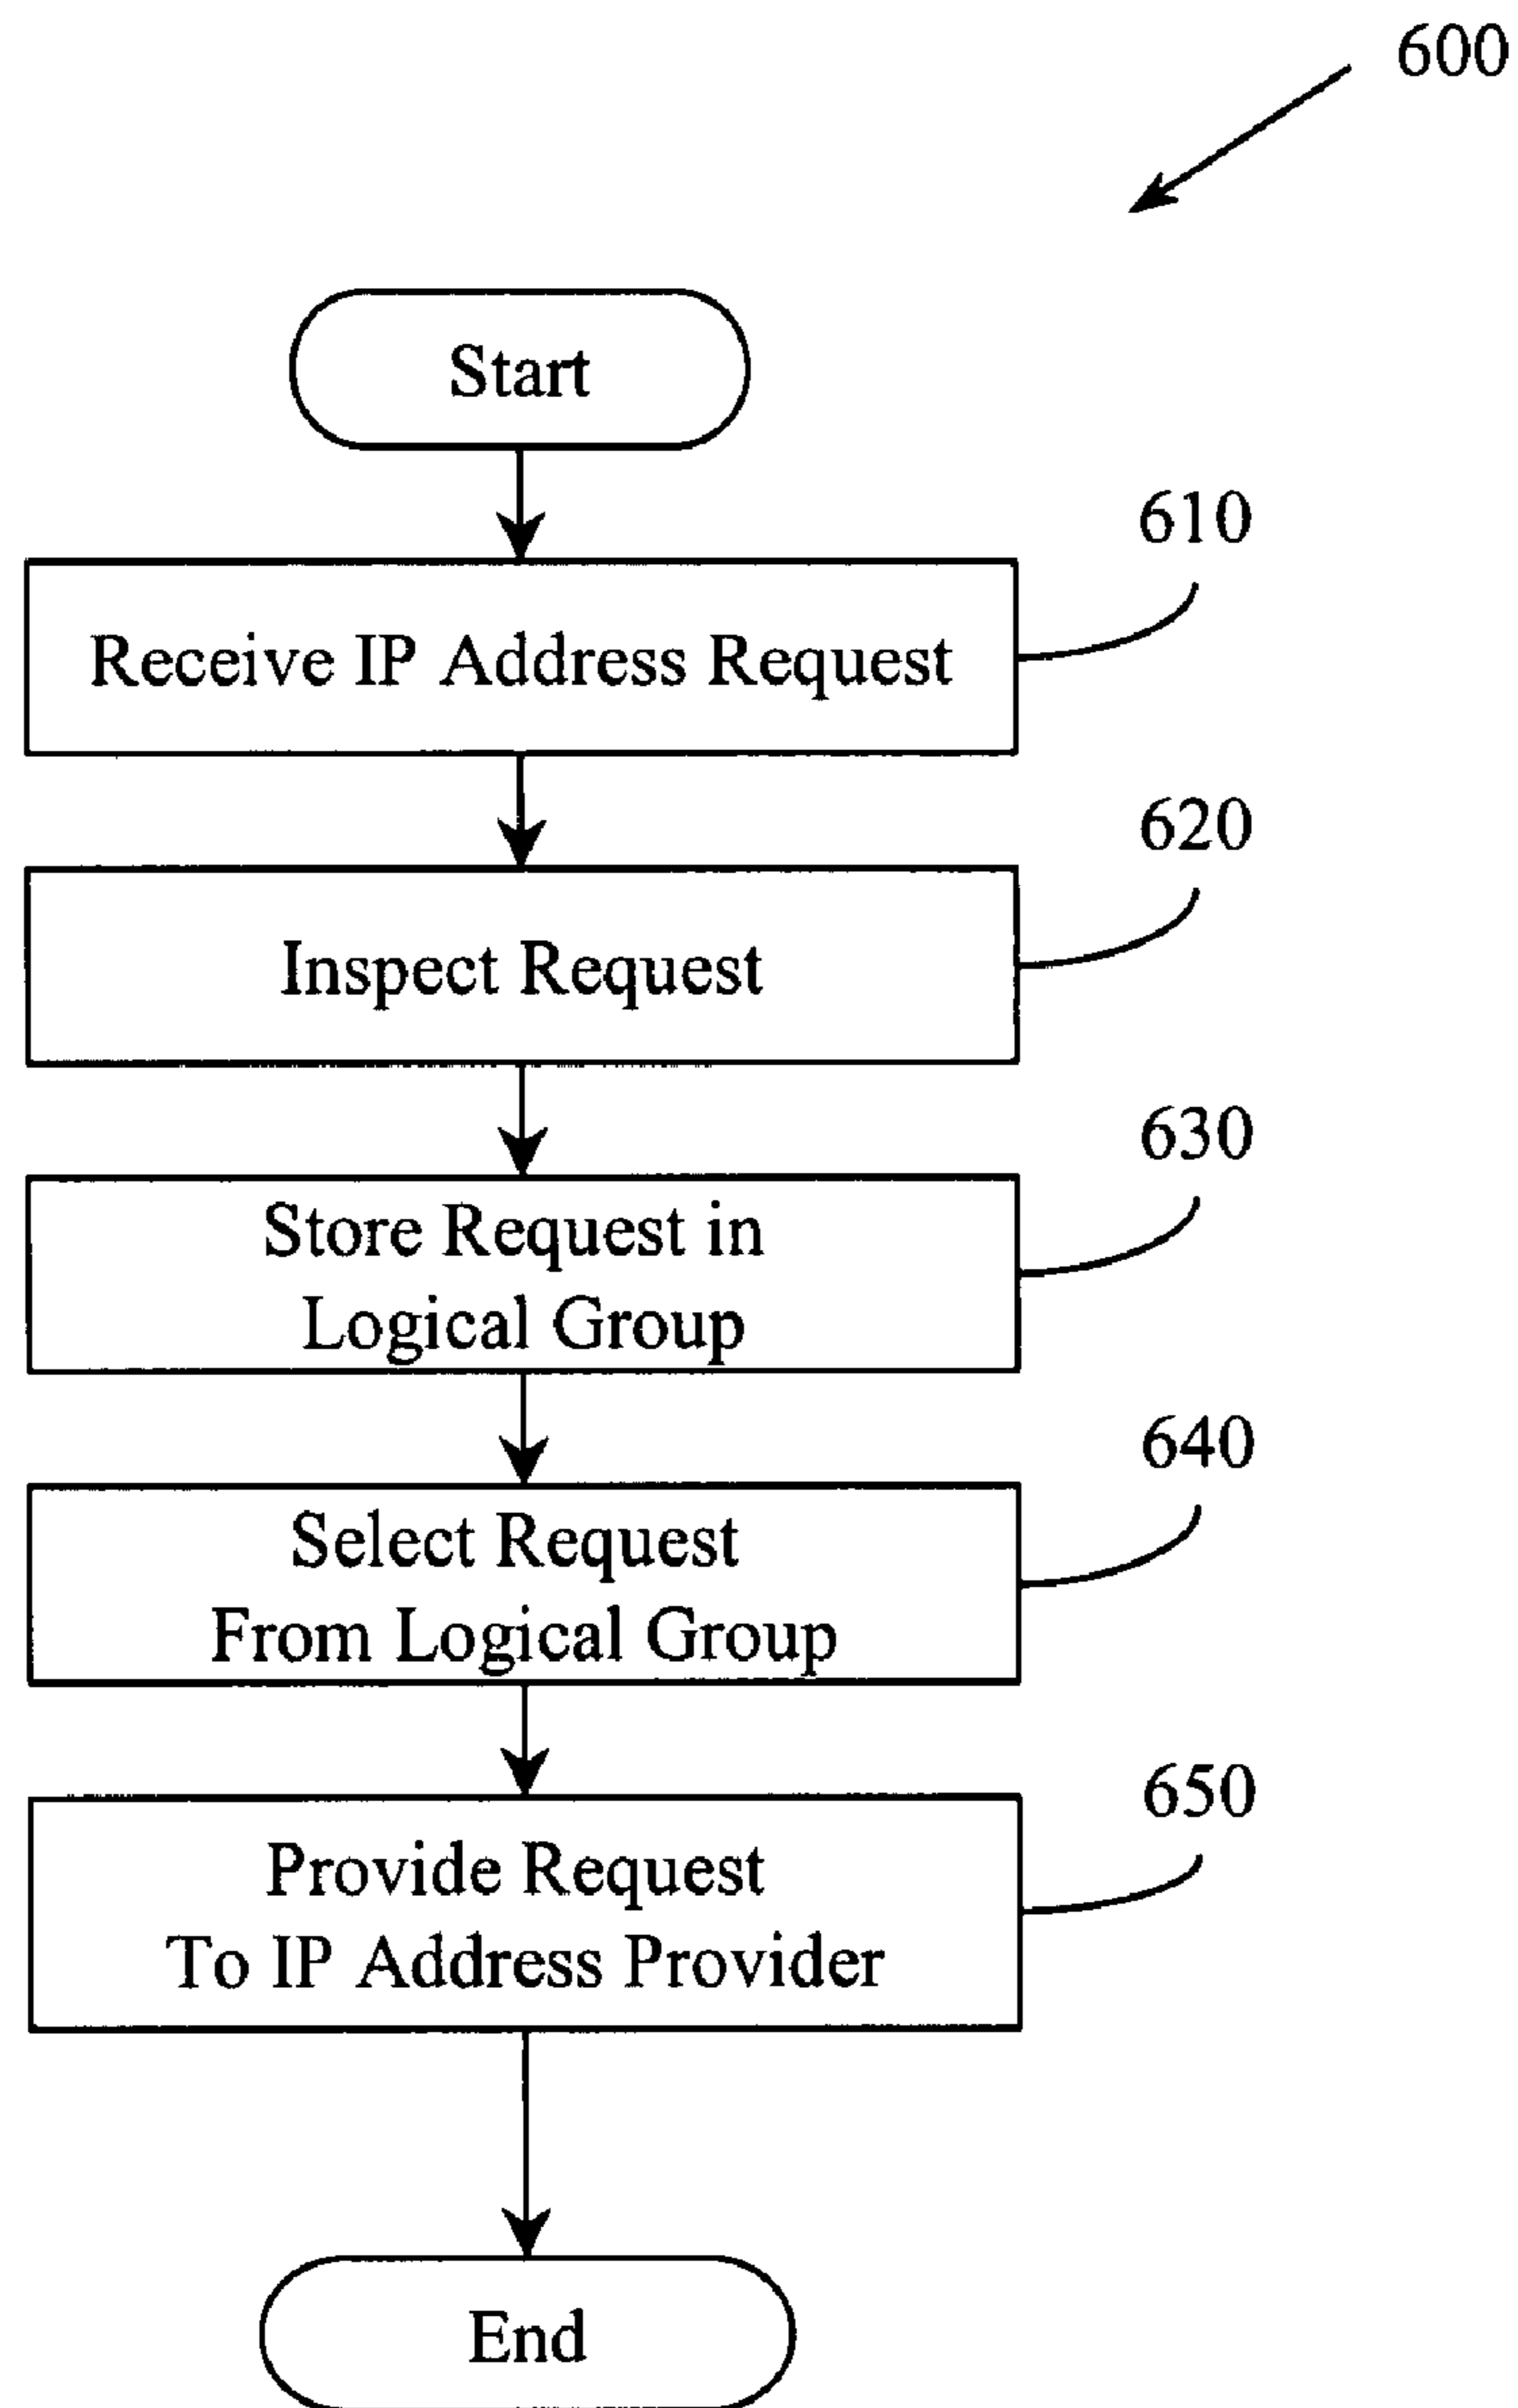 600
Start
610
Receive IP Address Request
620
Inspect Request
630
Store Request in
Logical Group
640
Select Request
From Logical Group
650
Provide Request
To IP Address Provider
End